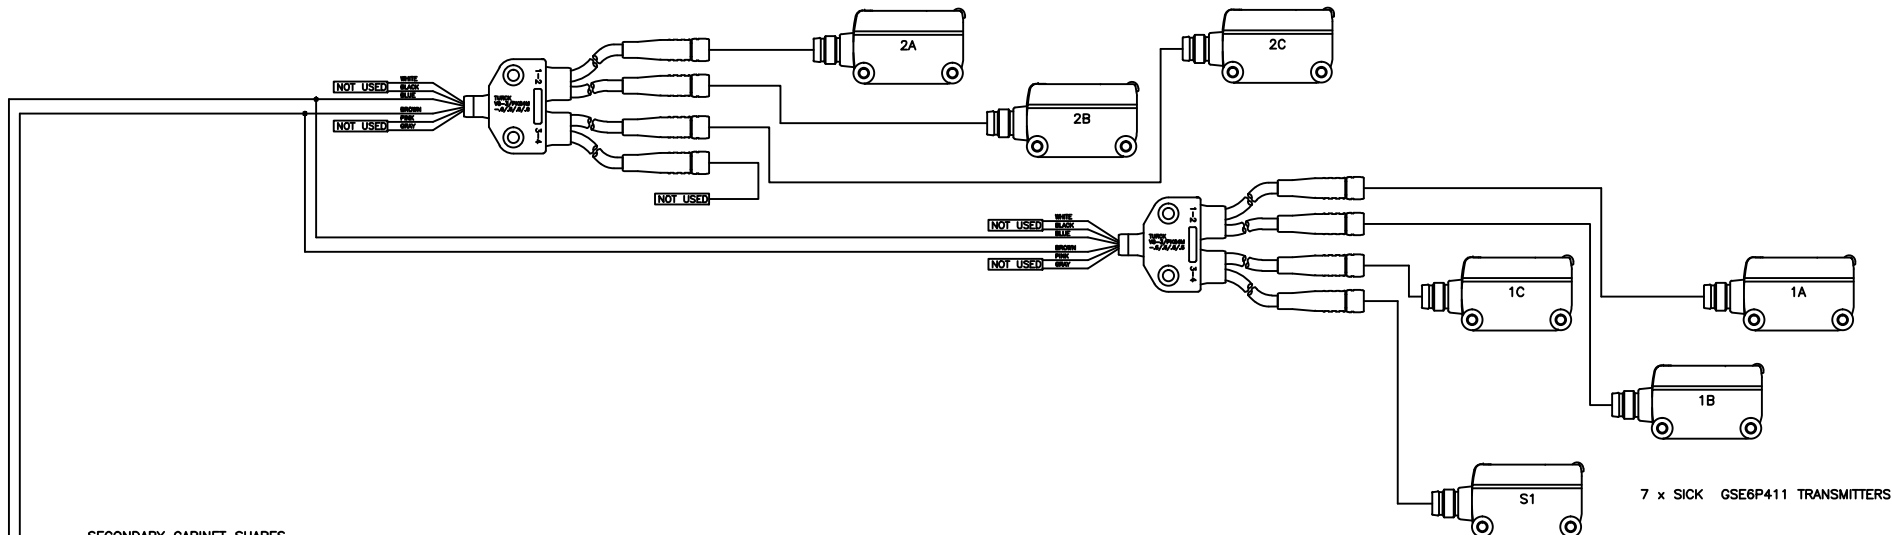 2A
2C
NOT USED
WHITE
BLACK
BLUE
BROWN
PINK
GRAY
NOT USED
1-2
3-4
TURCK
2B
NOT USED
NOT USED
WHITE
BLACK
BLUE
BROWN
PINK
GRAY
NOT USED
1-2
3-4
TURCK
1C
1A
1B
S1
7 x SICK GSE6P411 TRANSMITTERS